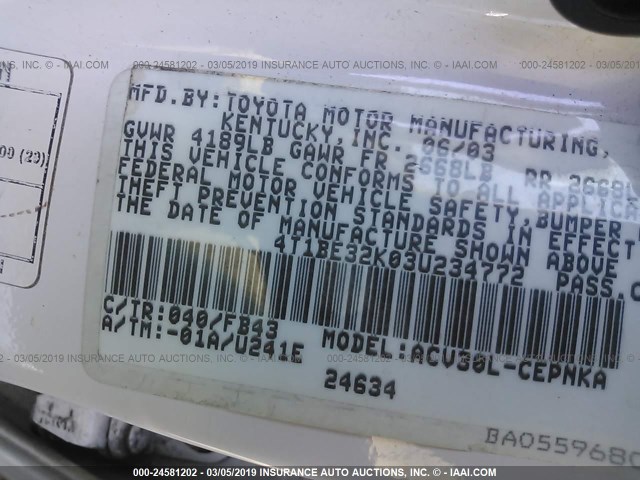 000-24581202 - 03/05/2019 INSURANCE AUTO AUCTIONS, INC. - © IAAI.COM
MFD.BY:TOYOTA MOTOR MANUFACTURING,
KENTUCKY,INC. 06/03
GVWR 4189LB GAWR FR 2668LB RR 2668L
THIS VEHICLE CONFORMS TO ALL APPLICA
FEDERAL MOTOR VEHICLE SAFETY,BUMPER
THEFT PREVENTION STANDARDS IN EFFECT
THE DATE OF MANUFACTURE SHOWN ABOVE
4T1BE32K03U234772 PASS.C
C/TR:040/FB43
A/TM:-01A/U241E MODEL:ACV30L-CEPNKA
24634
BA055968
000-24581202 - 03/05/2019 INSURANCE AUTO AUCTIONS, INC. - © IAAI.COM